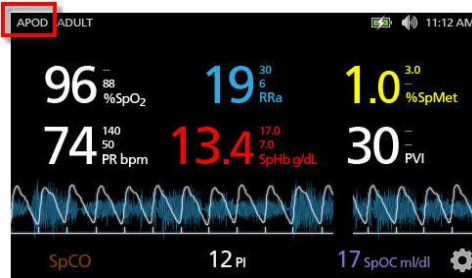 APOD ADULT 11:12 AM
96 – 88 %SpO₂ 19 30 6 RRa 1.0 3.0 – %SpMet
74 140 50 PR bpm 13.4 17.0 7.0 SpHb g/dL 30 – – PVI
SpCO 12 PI 17 SpOC ml/dl